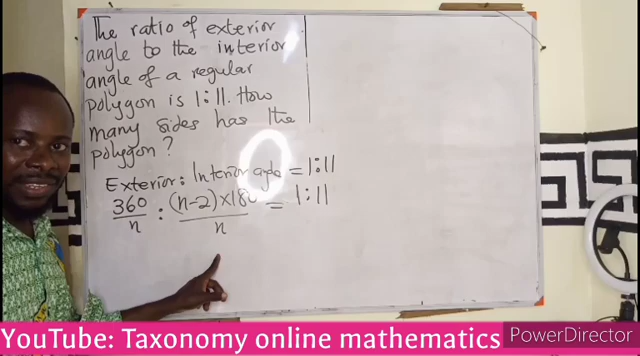 The ratio of exterior
angle to the interior
angle of a regular
polygon is 1:11. How
many sides has the
polygon?
Exterior: Interior angle = 1:11
360/n : (n-2)×180/n = 1:11
YouTube: Taxonomy online mathematics
PowerDirector